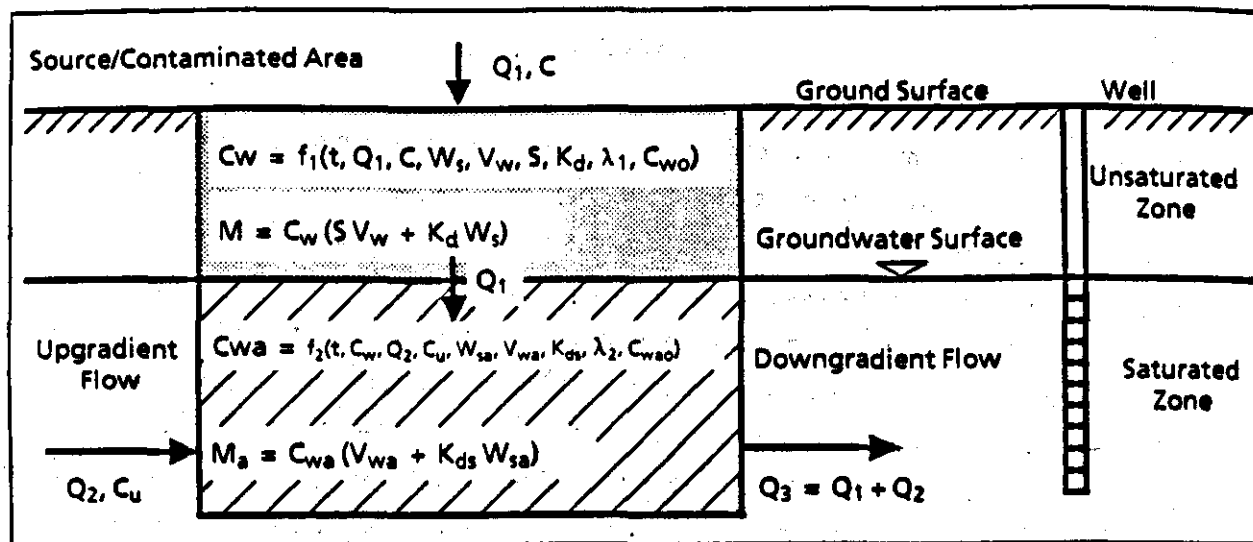 Source/Contaminated Area
Q1, C
Ground Surface
Well
Cw = f1(t, Q1, C, Ws, Vw, S, Kd, λ1, Cwo)
Unsaturated
Zone
M = Cw (S Vw + Kd Ws)
Groundwater Surface
Q1
Upgradient
Flow
Cwa = f2(t, Cw, Q2, Cu, Wsa, Vwa, Kds, λ2, Cwao)
Downgradient Flow
Saturated
Zone
Ma = Cwa (Vwa + Kds Wsa)
Q2, Cu
Q3 = Q1 + Q2